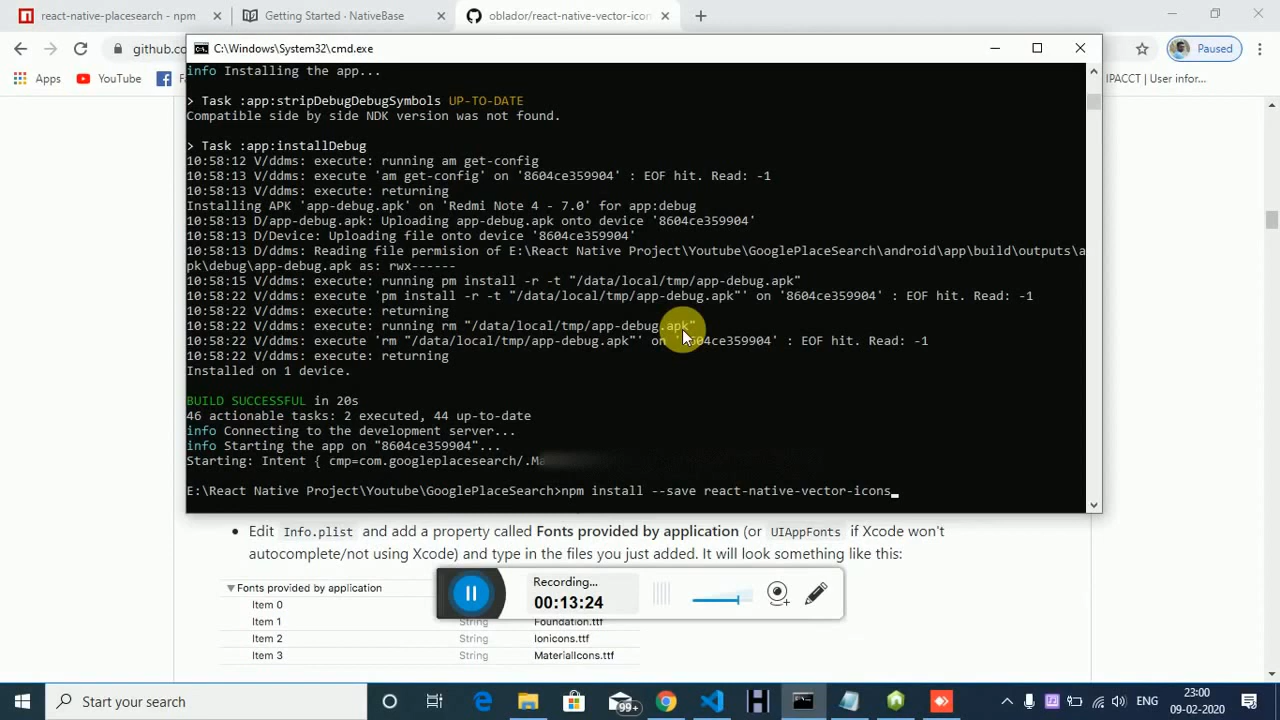 react-native-placesearch - npm
Getting Started · NativeBase
oblador/react-native-vector-icon
github.co
Paused
Apps
YouTube
IPACCT | User infor...
C:\Windows\System32\cmd.exe
info Installing the app...
> Task :app:stripDebugDebugSymbols UP-TO-DATE
Compatible side by side NDK version was not found.
> Task :app:installDebug
10:58:12 V/ddms: execute: running am get-config
10:58:13 V/ddms: execute 'am get-config' on '8604ce359904' : EOF hit. Read: -1
10:58:13 V/ddms: execute: returning
Installing APK 'app-debug.apk' on 'Redmi Note 4 - 7.0' for app:debug
10:58:13 D/app-debug.apk: Uploading app-debug.apk onto device '8604ce359904'
10:58:13 D/Device: Uploading file onto device '8604ce359904'
10:58:13 D/ddms: Reading file permision of E:\React Native Project\Youtube\GooglePlaceSearch\android\app\build\outputs\a
pk\debug\app-debug.apk as: rwx------
10:58:15 V/ddms: execute: running pm install -r -t "/data/local/tmp/app-debug.apk"
10:58:22 V/ddms: execute 'pm install -r -t "/data/local/tmp/app-debug.apk"' on '8604ce359904' : EOF hit. Read: -1
10:58:22 V/ddms: execute: returning
10:58:22 V/ddms: execute: running rm "/data/local/tmp/app-debug.apk"
10:58:22 V/ddms: execute 'rm "/data/local/tmp/app-debug.apk"' on '8604ce359904' : EOF hit. Read: -1
10:58:22 V/ddms: execute: returning
Installed on 1 device.
BUILD SUCCESSFUL in 20s
46 actionable tasks: 2 executed, 44 up-to-date
info Connecting to the development server...
info Starting the app on "8604ce359904"...
Starting: Intent { cmp=com.googleplacesearch/.Ma
E:\React Native Project\Youtube\GooglePlaceSearch>npm install --save react-native-vector-icons
Edit Info.plist and add a property called Fonts provided by application (or UIAppFonts if Xcode won't
autocomplete/not using Xcode) and type in the files you just added. It will look something like this:
Fonts provided by application
Item 0
Item 1 String Foundation.ttf
Item 2 String Ionicons.ttf
Item 3 String MaterialIcons.ttf
Recording...
00:13:24
Start your search
99+
ENG
23:00
09-02-2020